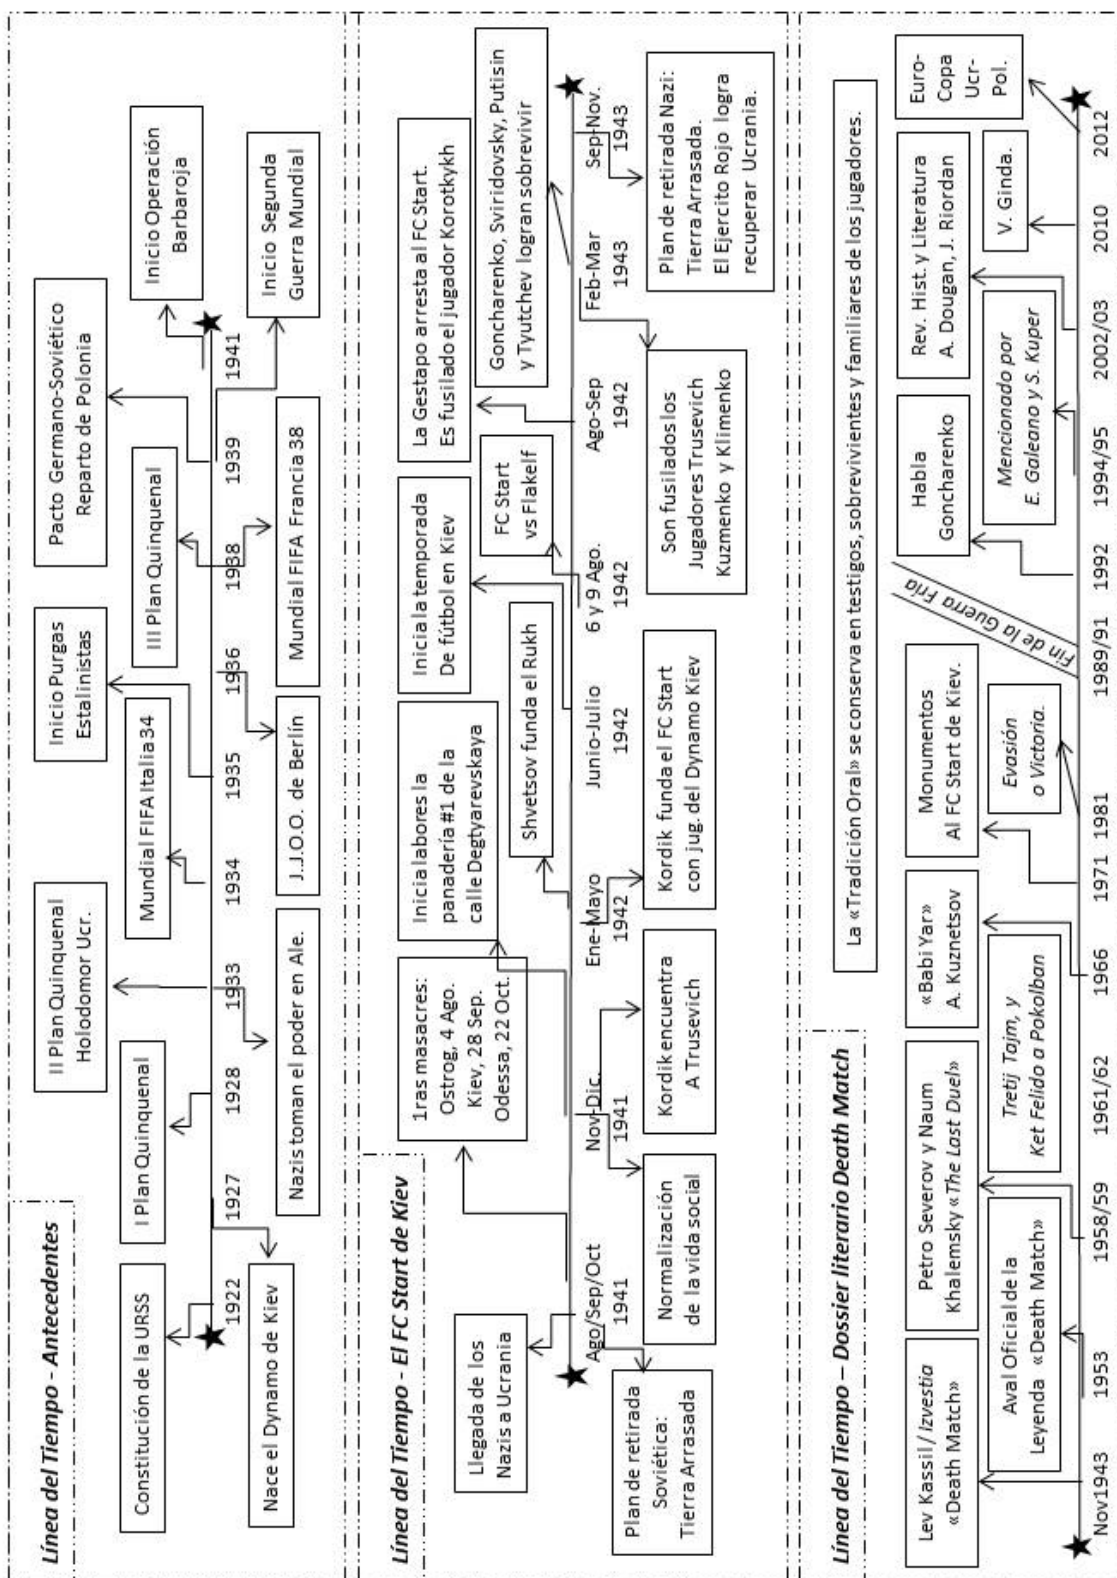 Línea del Tiempo - Antecedentes
Constitución de la URSS
I Plan Quinquenal
II Plan Quinquenal
Holodomor Ucr.
Mundial FIFA Italia 34
Inicio Purgas
Estalinistas
III Plan Quinquenal
Pacto Germano-Soviético
Reparto de Polonia
Inicio Operación
Barbaroja
1922
1927
1928
1933
1934
1935
1936
1938
1939
1941
Nace el Dynamo de Kiev
Nazis toman el poder en Ale.
J.J.O.O. de Berlín
Mundial FIFA Francia 38
Inicio Segunda
Guerra Mundial
Línea del Tiempo - El FC Start de Kiev
Llegada de los
Nazis a Ucrania
1ras masacres:
Ostrog, 4 Ago.
Kiev, 28 Sep.
Odessa, 22 Oct.
Inicia labores la
panadería #1 de la
calle Degtyarevskaya
Shvetsov funda el Rukh
Inicia la temporada
De fútbol en Kiev
FC Start
vs Flakelf
La Gestapo arresta al FC Start.
Es fusilado el jugador Korotkykh
Goncharenko, Sviridovsky, Putisin
y Tyutchev logran sobrevivir
Ago/Sep/Oct
1941
Nov-Dic.
1941
Ene-Mayo
1942
Junio-Julio
1942
6 y 9 Ago.
1942
Ago-Sep
1942
Feb-Mar
1943
Sep-Nov.
1943
Plan de retirada
Soviética:
Tierra Arrasada
Normalización
de la vida social
Kordik encuentra
A Trusevich
Kordik funda el FC Start
con jug. del Dynamo Kiev
Son fusilados los
Jugadores Trusevich
Kuzmenko y Klimenko
Plan de retirada Nazi:
Tierra Arrasada.
El Ejercito Rojo logra
recuperar Ucrania.
Línea del Tiempo – Dossier literario Death Match
La «Tradición Oral» se conserva en testigos, sobrevivientes y familiares de los jugadores.
Lev Kassil / Izvestia
«Death Match»
Petro Severov y Naum
Khalemsky «The Last Duel»
«Babi Yar»
A. Kuznetsov
Monumentos
Al FC Start de Kiev.
Fin de la Guerra Fría
Habla
Goncharenko
Rev. Hist. y Literatura
A. Dougan, J. Riordan
Euro-
Copa
Ucr-
Pol.
Aval Oficial de la
Leyenda «Death Match»
Tretij Tajm, y
Ket Felido a Pokolban
Evasión
o Victoria.
Mencionado por
E. Galeano y S. Kuper
V. Ginda.
Nov1943
1953
1958/59
1961/62
1966
1971
1981
1989/91
1992
1994/95
2002/03
2010
2012